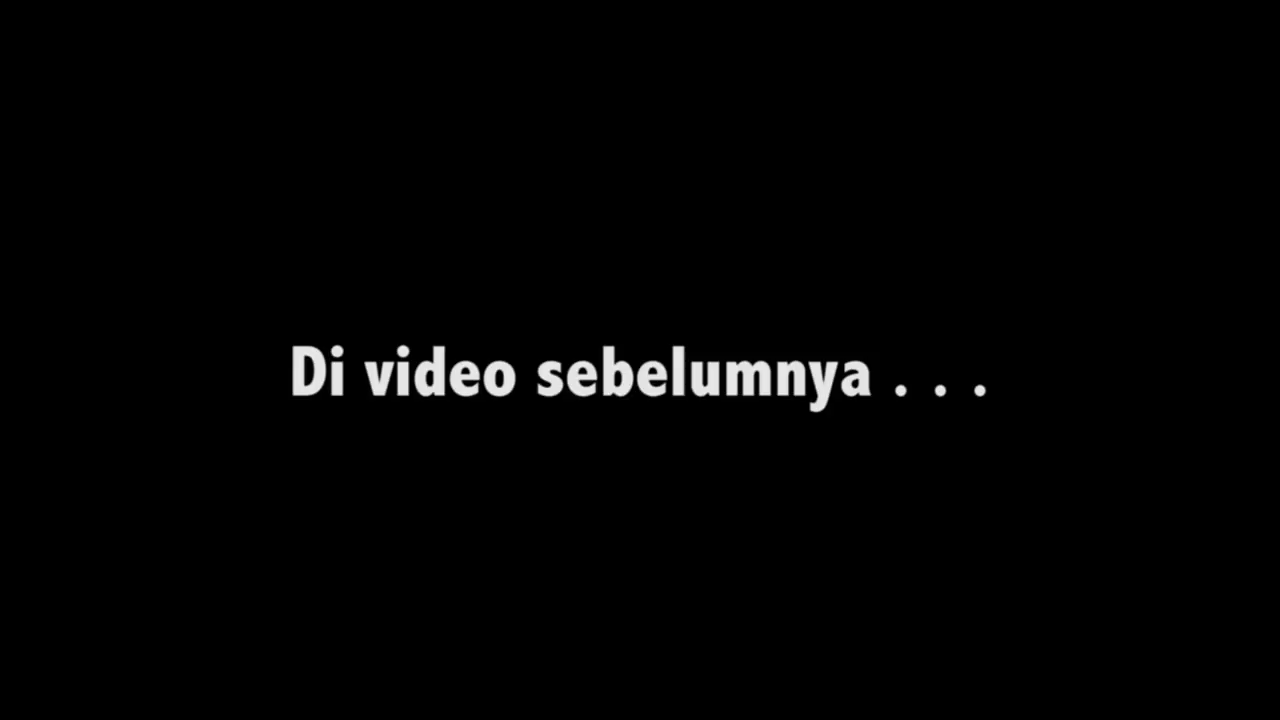 Di video sebelumnya . . .